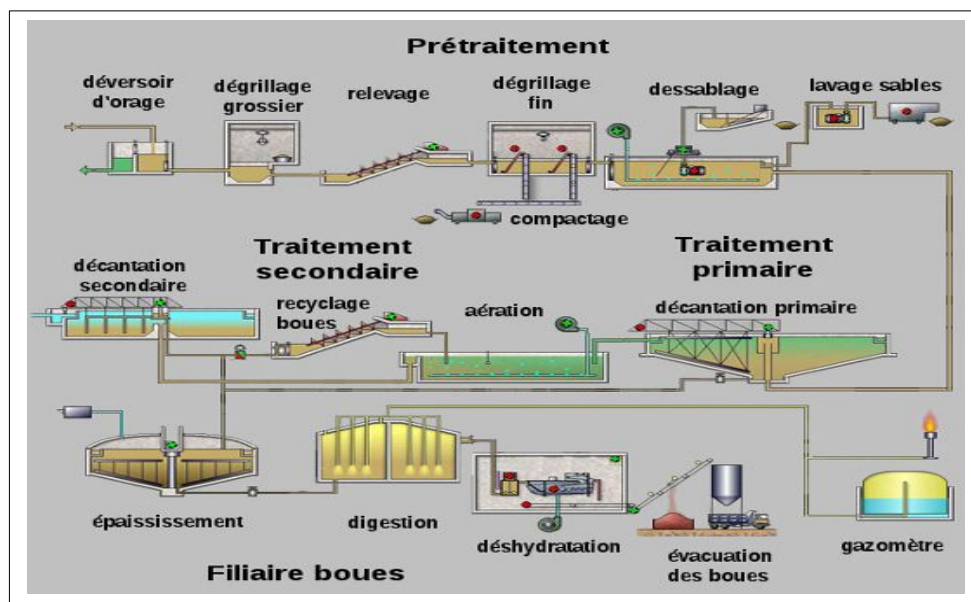 Prétraitement
déversoir
d'orage
dégrillage
grossier
relevage
dégrillage
fin
dessablage
lavage sables
compactage
Traitement
secondaire
Traitement
primaire
décantation
secondaire
recyclage
boues
aération
décantation primaire
épaississement
digestion
déshydratation
évacuation
des boues
gazomètre
Filiaire boues